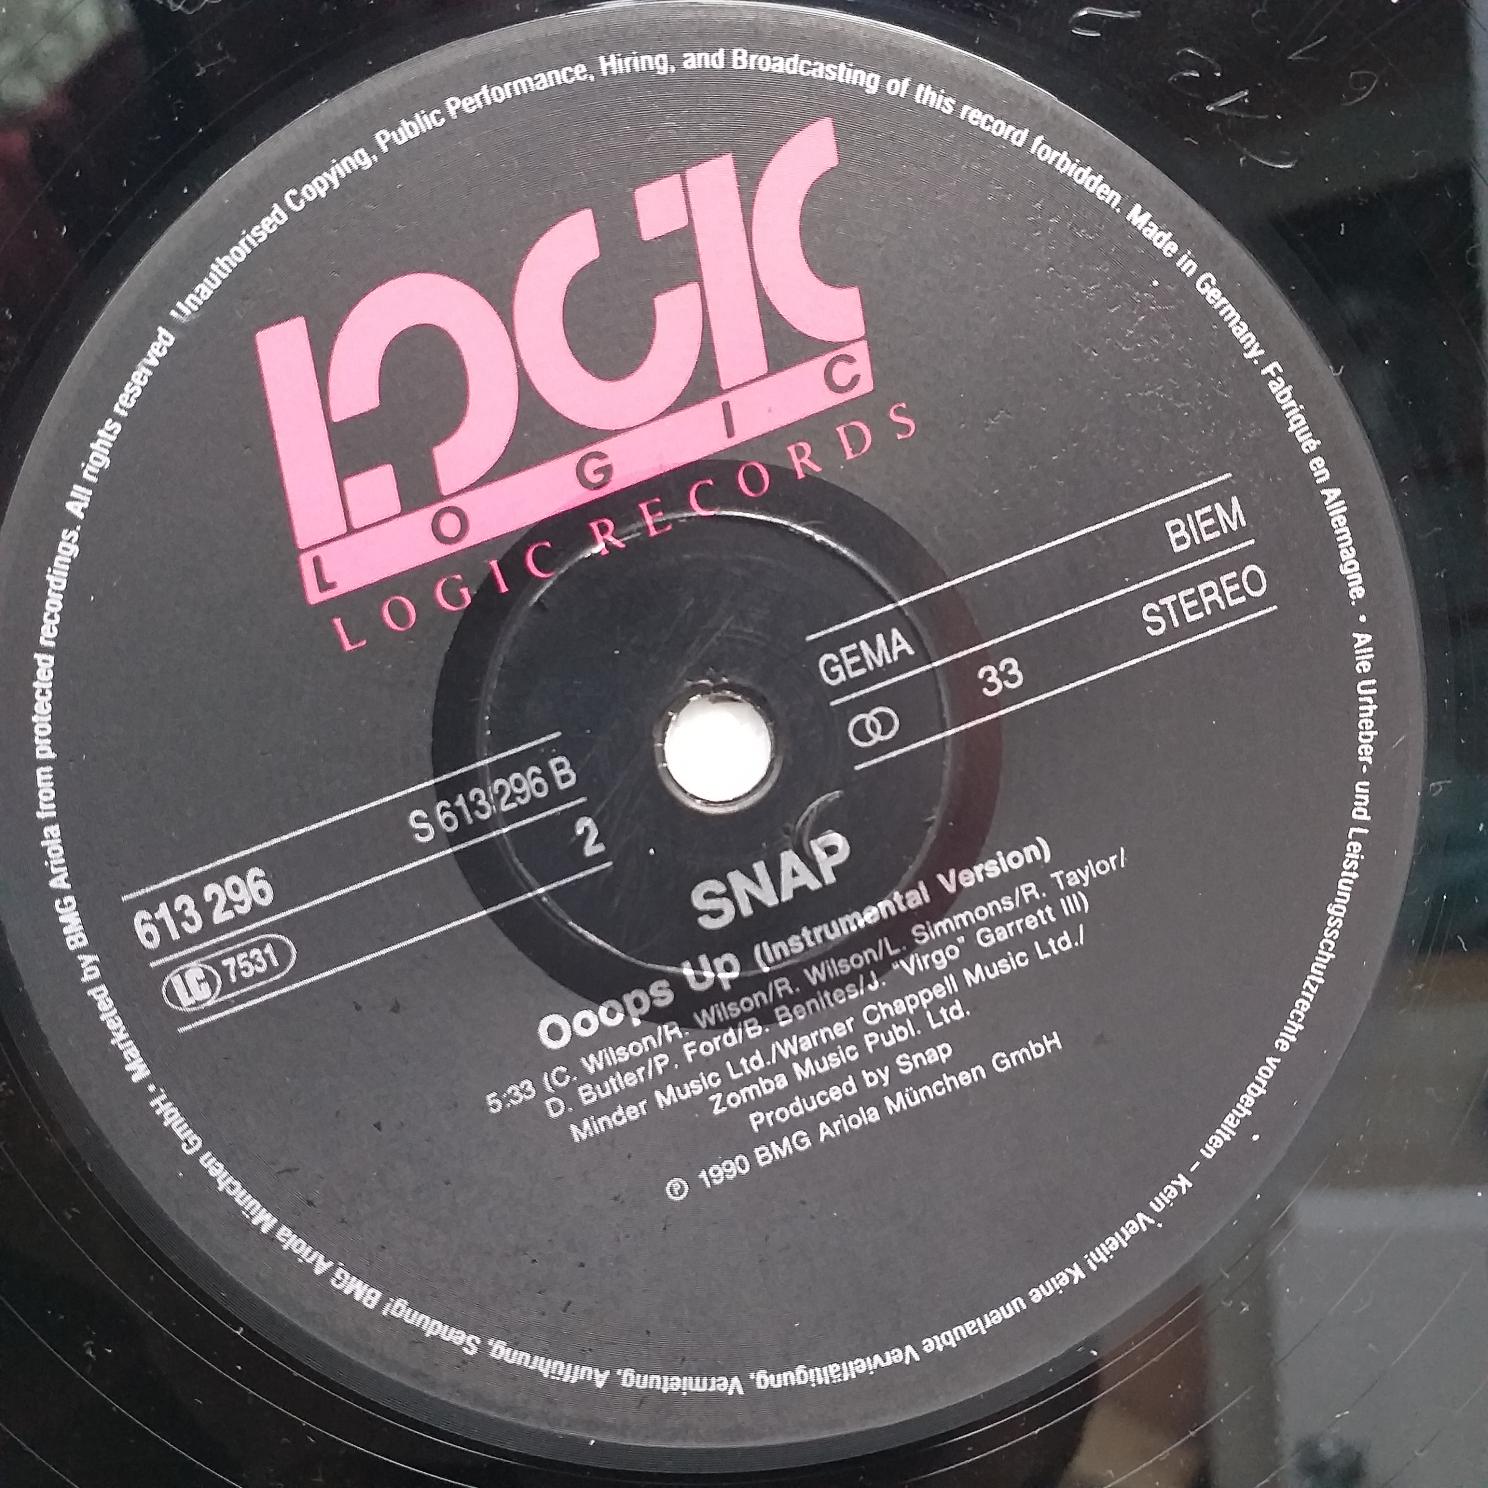 Marketed by BMG Ariola from protected recordings. All rights reserved Unauthorised Copying, Public Performance, Hiring, and Broadcasting of this record forbidden. Made in Germany. Fabriqué en Allemagne. • Alle Urheber- und Leistungsschutzrechte vorbehalten – Kein Verleih! Keine unerlaubte Vervielfältigung, Vermietung, Aufführung, Sendung! BMG Ariola München GmbH. •
LOGIC
LOGIC
LOGIC RECORDS
GEMA BIEM
33 STEREO
613 296 S 613 296 B
LC 7531 2
SNAP
Ooops Up (Instrumental Version)
5:33 (C. Wilson/R. Wilson/R. Wilson/L. Simmons/R. Taylor/
D. Butler/P. Ford/B. Benites/J. "Virgo" Garrett III)
Minder Music Ltd./Warner Chappell Music Ltd./
Zomba Music Publ. Ltd.
Produced by Snap
℗ 1990 BMG Ariola München GmbH